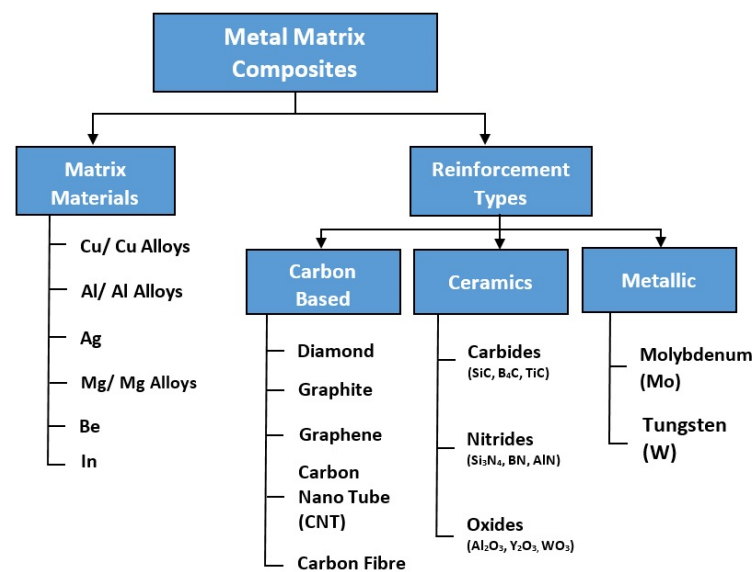 Metal Matrix
Composites
Matrix
Materials
Cu/ Cu Alloys
Al/ Al Alloys
Ag
Mg/ Mg Alloys
Be
In
Reinforcement
Types
Carbon
Based
Diamond
Graphite
Graphene
Carbon
Nano Tube
(CNT)
Carbon Fibre
Ceramics
Carbides
(SiC, B₄C, TiC)
Nitrides
(Si₃N₄, BN, AlN)
Oxides
(Al₂O₃, Y₂O₃, WO₃)
Metallic
Molybdenum
(Mo)
Tungsten
(W)